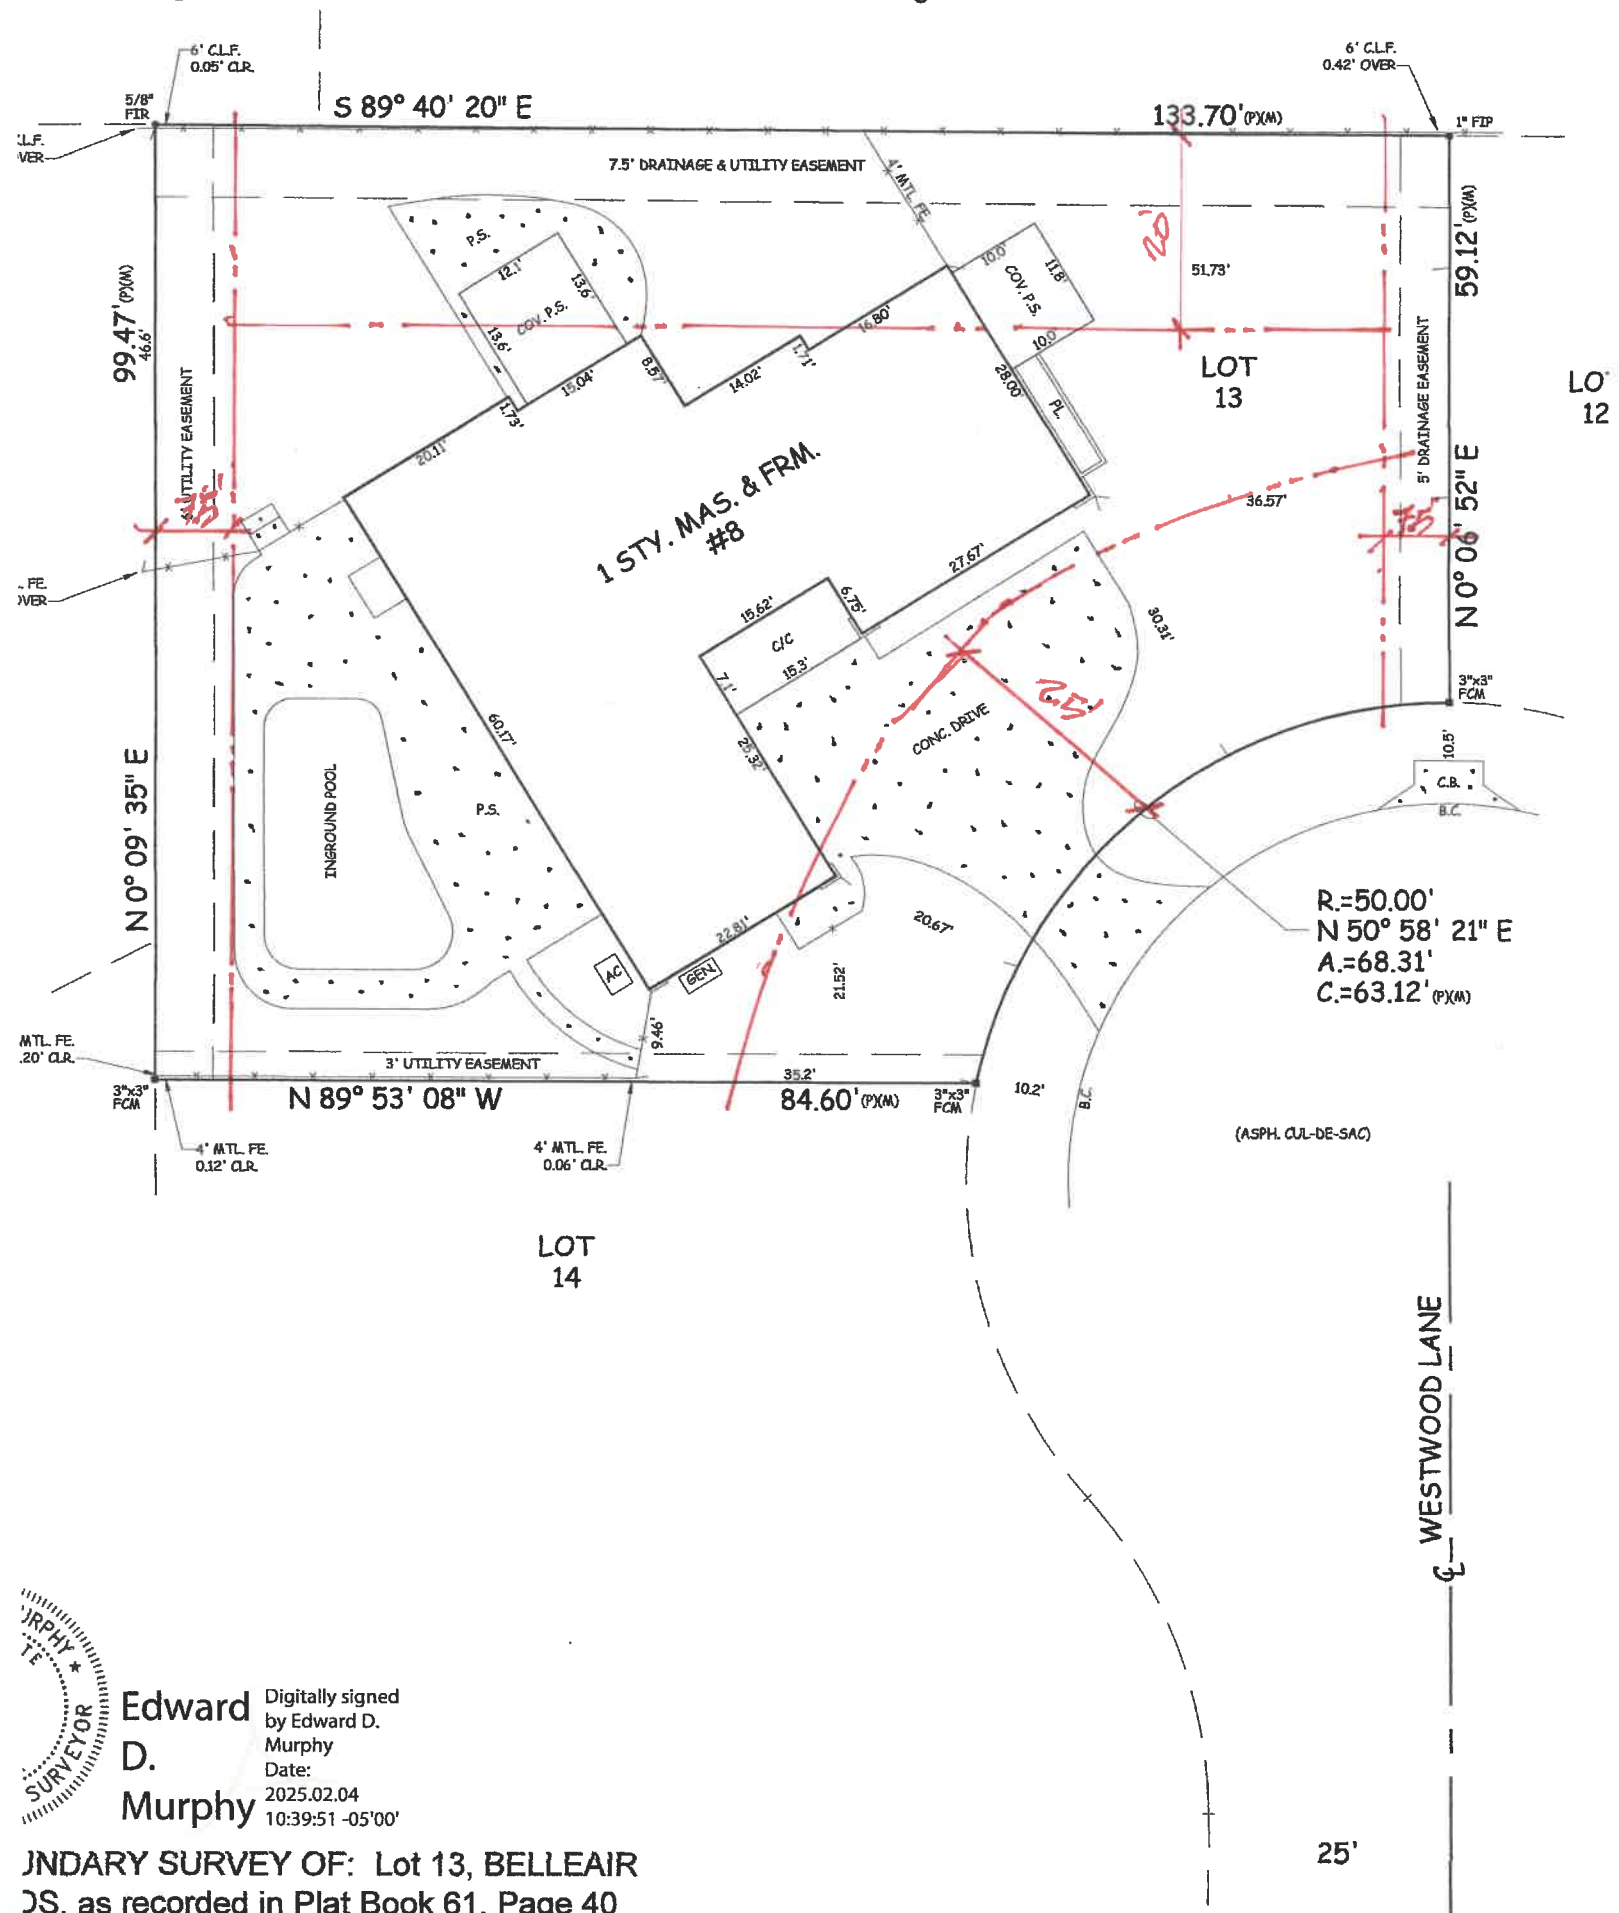 6' C.L.F.
0.05' CLR.
6' C.L.F.
0.42' OVER
5/8"
FIR
S 89° 40' 20" E
133.70' (P)(M)
1" FIP
7.5' DRAINAGE & UTILITY EASEMENT
4' MTL. FE.
20'
51.73'
59.12' (P)(M)
99.47' (P)(M)
46.6'
P.S.
12.1'
13.6'
COV. P.S.
13.6'
10.0'
11.8'
COV. P.S.
10.0'
16.80'
1.71'
14.02'
8.57'
15.04'
1.73'
20.11'
28.00'
PL.
LOT
13
12
6' UTILITY EASEMENT
5' DRAINAGE EASEMENT
1 STY. MAS. & FRM.
#8
36.57'
27.67'
6.75'
15.62'
C/C
15.3'
7.1'
25.32'
30.31'
25'
CONC. DRIVE
N 0° 06' 52" E
3"x3"
FCM
10.5'
C.B.
B.C.
60.17'
P.S.
INGROUND POOL
N 0° 09' 35" E
R.=50.00'
N 50° 58' 21" E
A.=68.31'
C.=63.12' (P)(M)
22.81'
20.67'
21.52'
AC
GEN.
9.46'
MTL. FE.
.20' CLR.
3' UTILITY EASEMENT
35.2'
3"x3"
FCM
N 89° 53' 08" W
84.60' (P)(M)
3"x3"
FCM
10.2'
B.C.
(ASPH. CUL-DE-SAC)
4' MTL. FE.
0.12' CLR.
4' MTL. FE.
0.06' CLR.
LOT
14
WESTWOOD LANE
SURVEYOR
Edward
D.
Murphy
Digitally signed
by Edward D.
Murphy
Date:
2025.02.04
10:39:51 -05'00'
25'
NDARY SURVEY OF: Lot 13, BELLEAIR
S, as recorded in Plat Book 61, Page 40